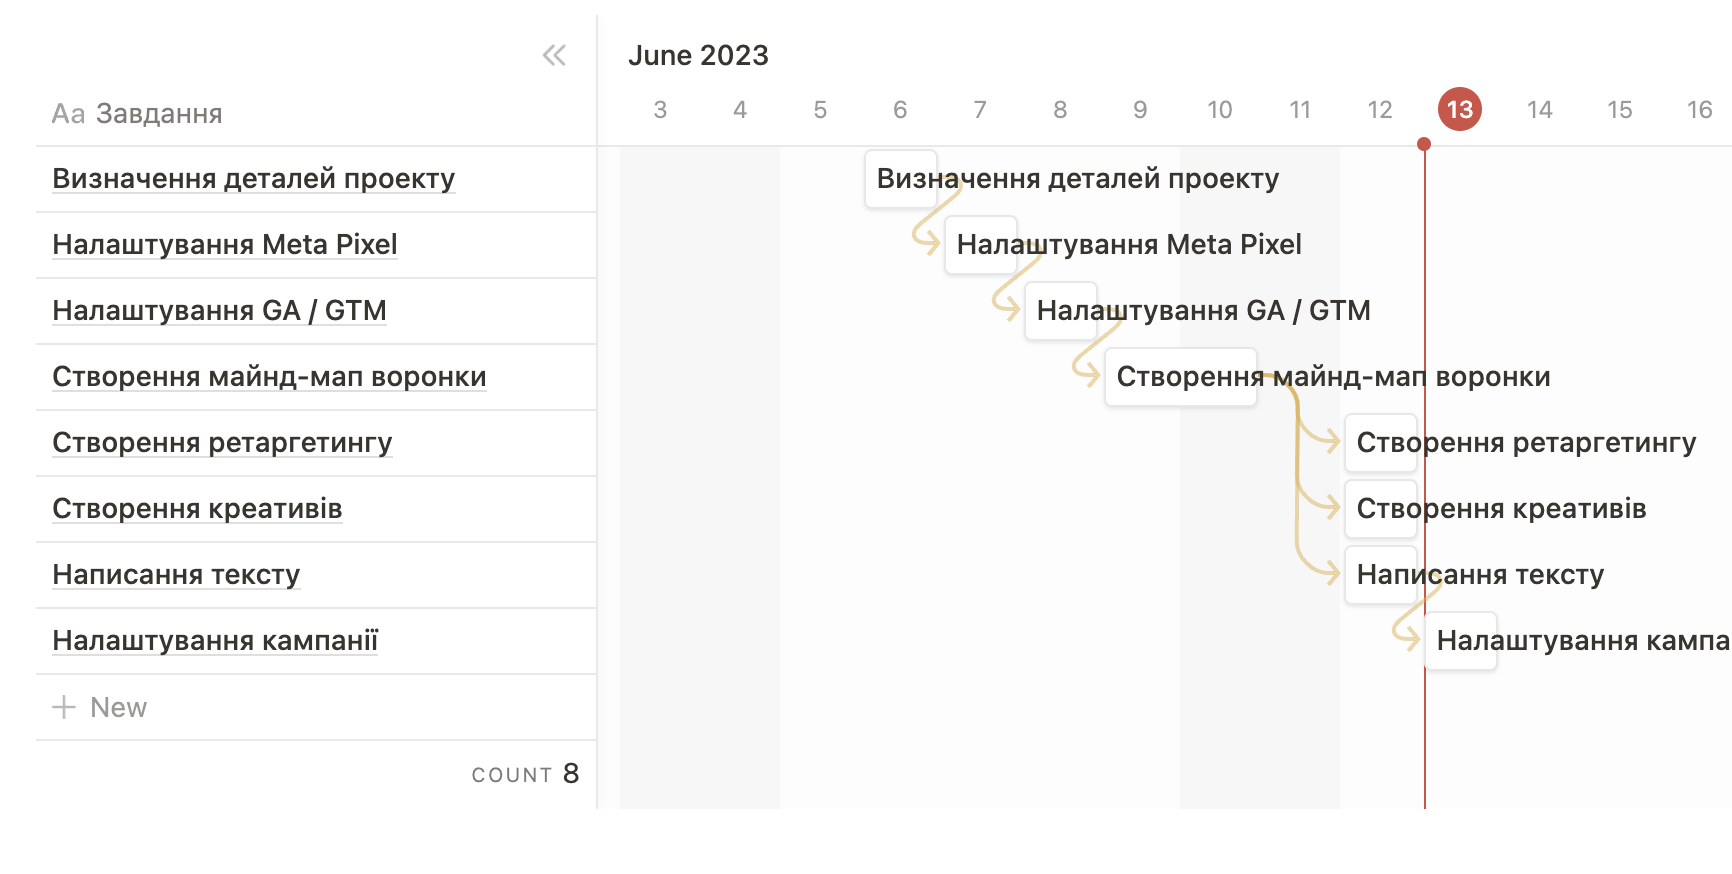 June 2023
Aa Завдання
3 4 5 6 7 8 9 10 11 12 13 14 15 16
Визначення деталей проекту
Визначення деталей проекту
Налаштування Meta Pixel
Налаштування Meta Pixel
Налаштування GA / GTM
Налаштування GA / GTM
Створення майнд-мап воронки
Створення майнд-мап воронки
Створення ретаргетингу
Створення ретаргетингу
Створення креативів
Створення креативів
Написання тексту
Написання тексту
Налаштування кампанії
Налаштування кампа
New
COUNT 8